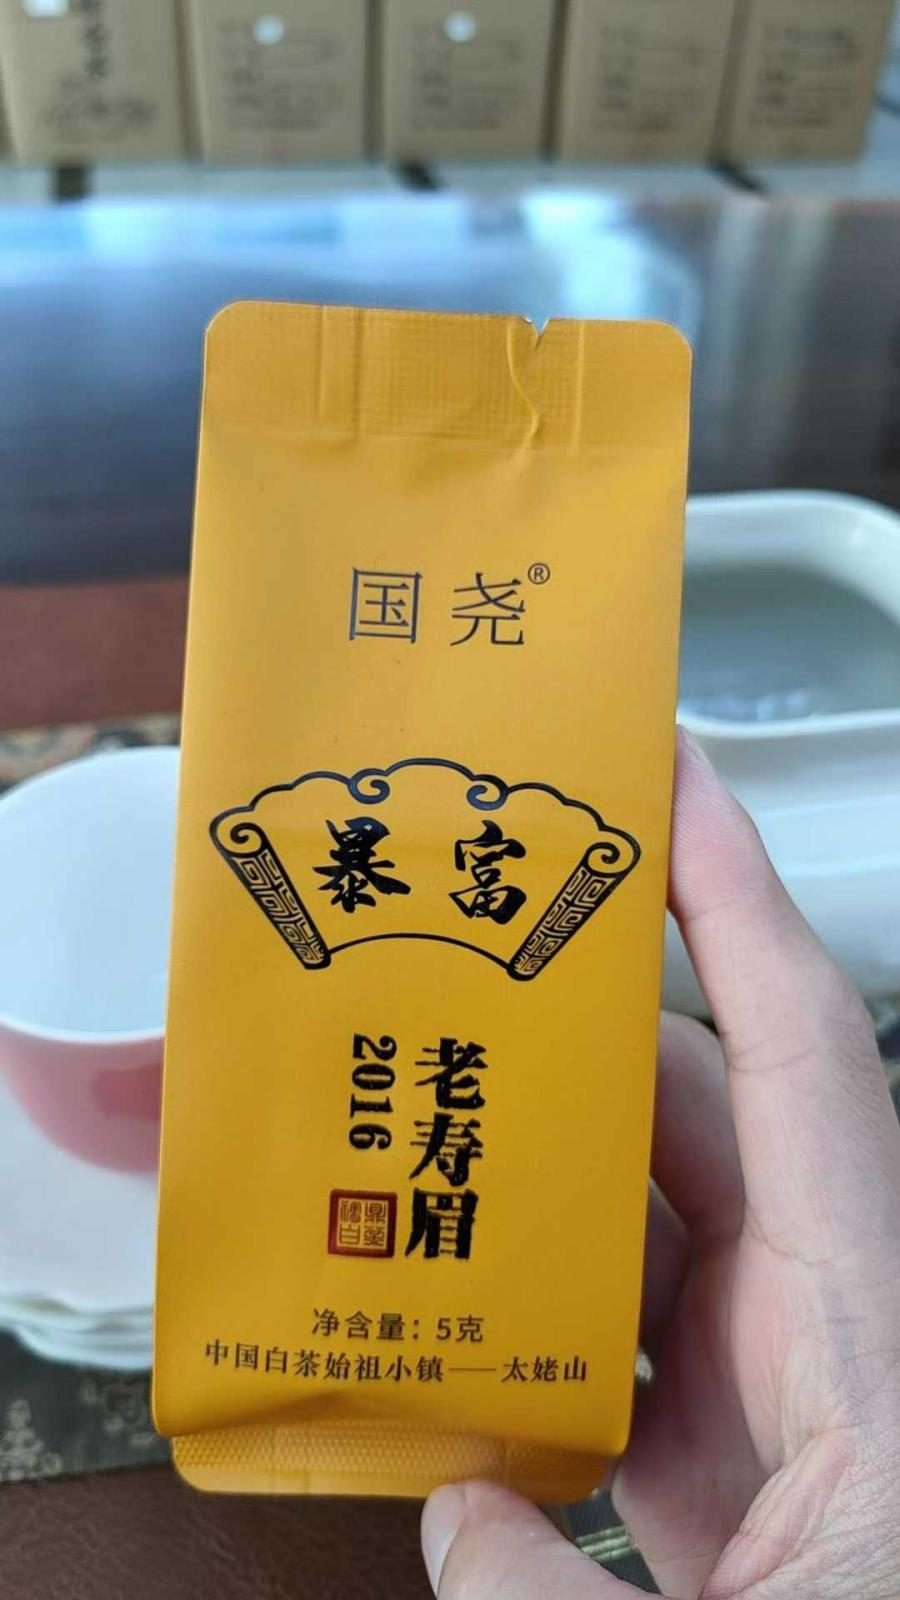 国尧®
暴富
老寿眉
2016
净含量：5克
中国白茶始祖小镇——太姥山